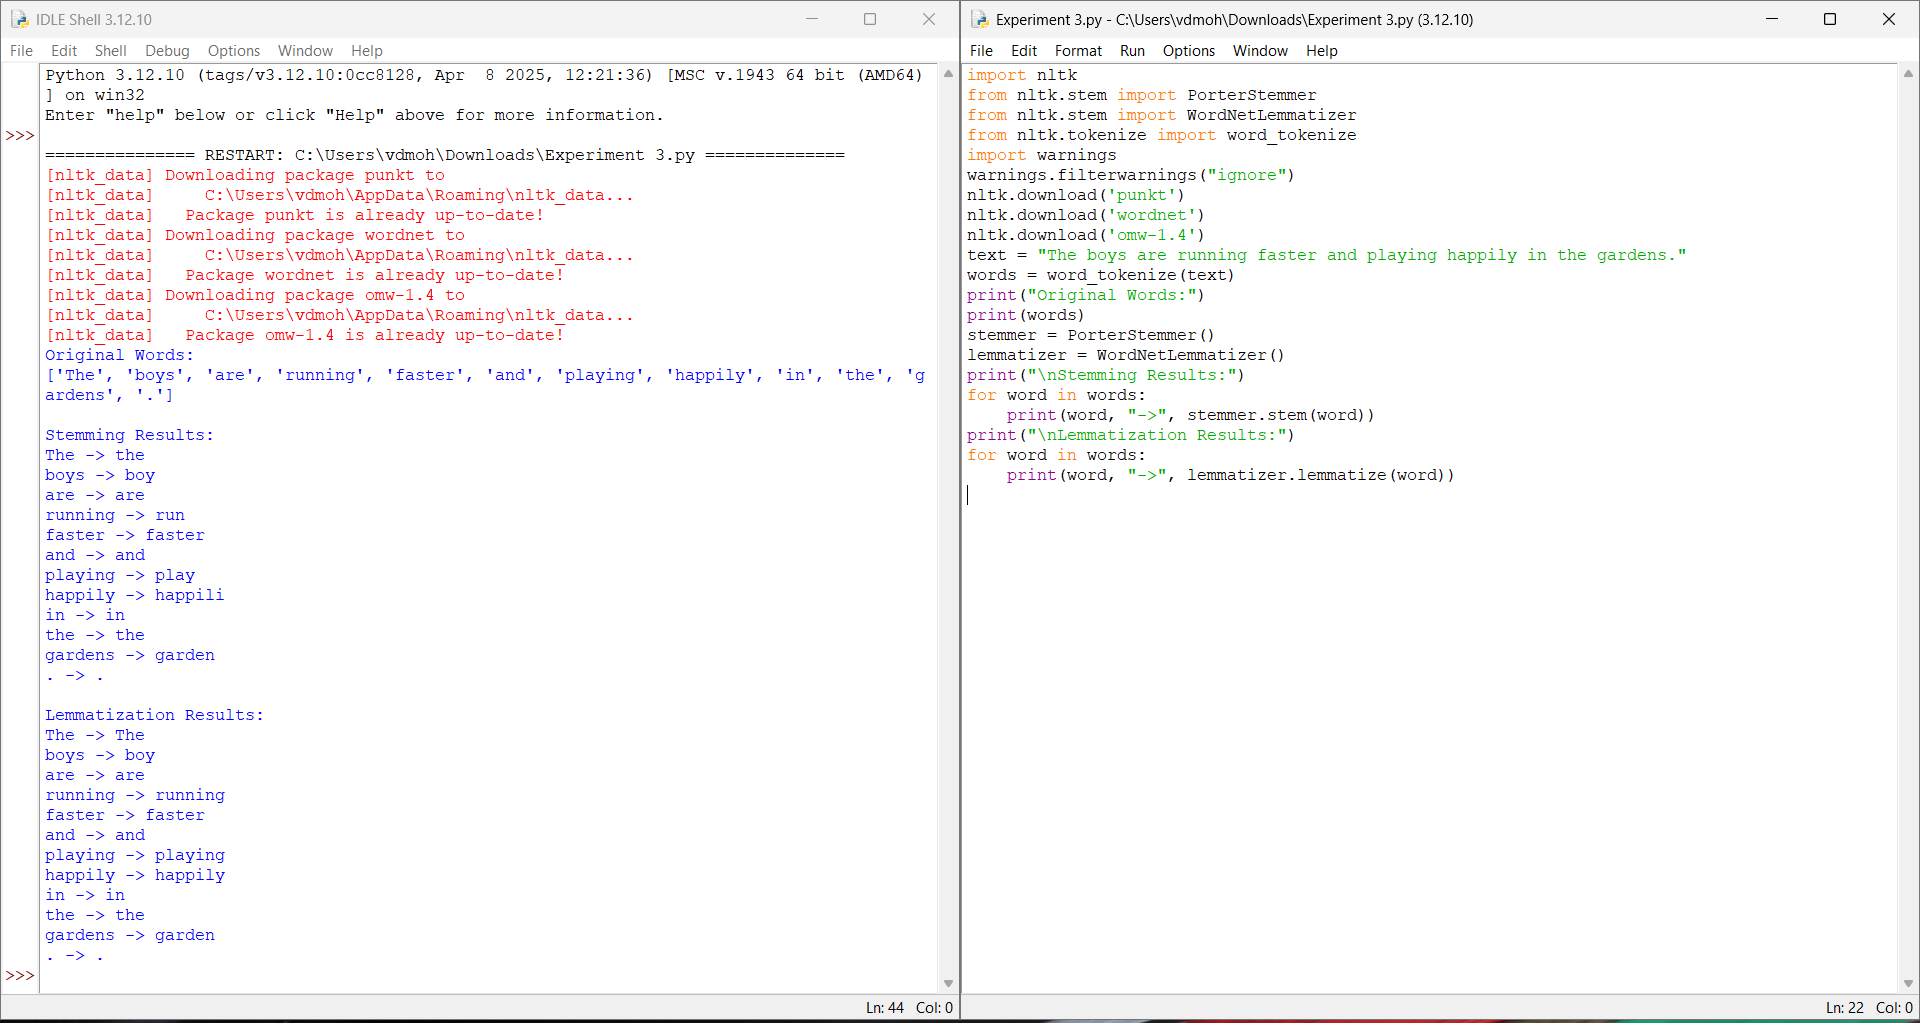 IDLE Shell 3.12.10
File Edit Shell Debug Options Window Help
Python 3.12.10 (tags/v3.12.10:0cc8128, Apr  8 2025, 12:21:36) [MSC v.1943 64 bit (AMD64)
] on win32
Enter "help" below or click "Help" above for more information.
>>>
=============== RESTART: C:\Users\vdmoh\Downloads\Experiment 3.py ==============
[nltk_data] Downloading package punkt to
[nltk_data]     C:\Users\vdmoh\AppData\Roaming\nltk_data...
[nltk_data]   Package punkt is already up-to-date!
[nltk_data] Downloading package wordnet to
[nltk_data]     C:\Users\vdmoh\AppData\Roaming\nltk_data...
[nltk_data]   Package wordnet is already up-to-date!
[nltk_data] Downloading package omw-1.4 to
[nltk_data]     C:\Users\vdmoh\AppData\Roaming\nltk_data...
[nltk_data]   Package omw-1.4 is already up-to-date!
Original Words:
['The', 'boys', 'are', 'running', 'faster', 'and', 'playing', 'happily', 'in', 'the', 'g
ardens', '.']
Stemming Results:
The -> the
boys -> boy
are -> are
running -> run
faster -> faster
and -> and
playing -> play
happily -> happili
in -> in
the -> the
gardens -> garden
. -> .
Lemmatization Results:
The -> The
boys -> boy
are -> are
running -> running
faster -> faster
and -> and
playing -> playing
happily -> happily
in -> in
the -> the
gardens -> garden
. -> .
>>>
Ln: 44 Col: 0
Experiment 3.py - C:\Users\vdmoh\Downloads\Experiment 3.py (3.12.10)
File Edit Format Run Options Window Help
import nltk
from nltk.stem import PorterStemmer
from nltk.stem import WordNetLemmatizer
from nltk.tokenize import word_tokenize
import warnings
warnings.filterwarnings("ignore")
nltk.download('punkt')
nltk.download('wordnet')
nltk.download('omw-1.4')
text = "The boys are running faster and playing happily in the gardens."
words = word_tokenize(text)
print("Original Words:")
print(words)
stemmer = PorterStemmer()
lemmatizer = WordNetLemmatizer()
print("\nStemming Results:")
for word in words:
    print(word, "->", stemmer.stem(word))
print("\nLemmatization Results:")
for word in words:
    print(word, "->", lemmatizer.lemmatize(word))
Ln: 22 Col: 0